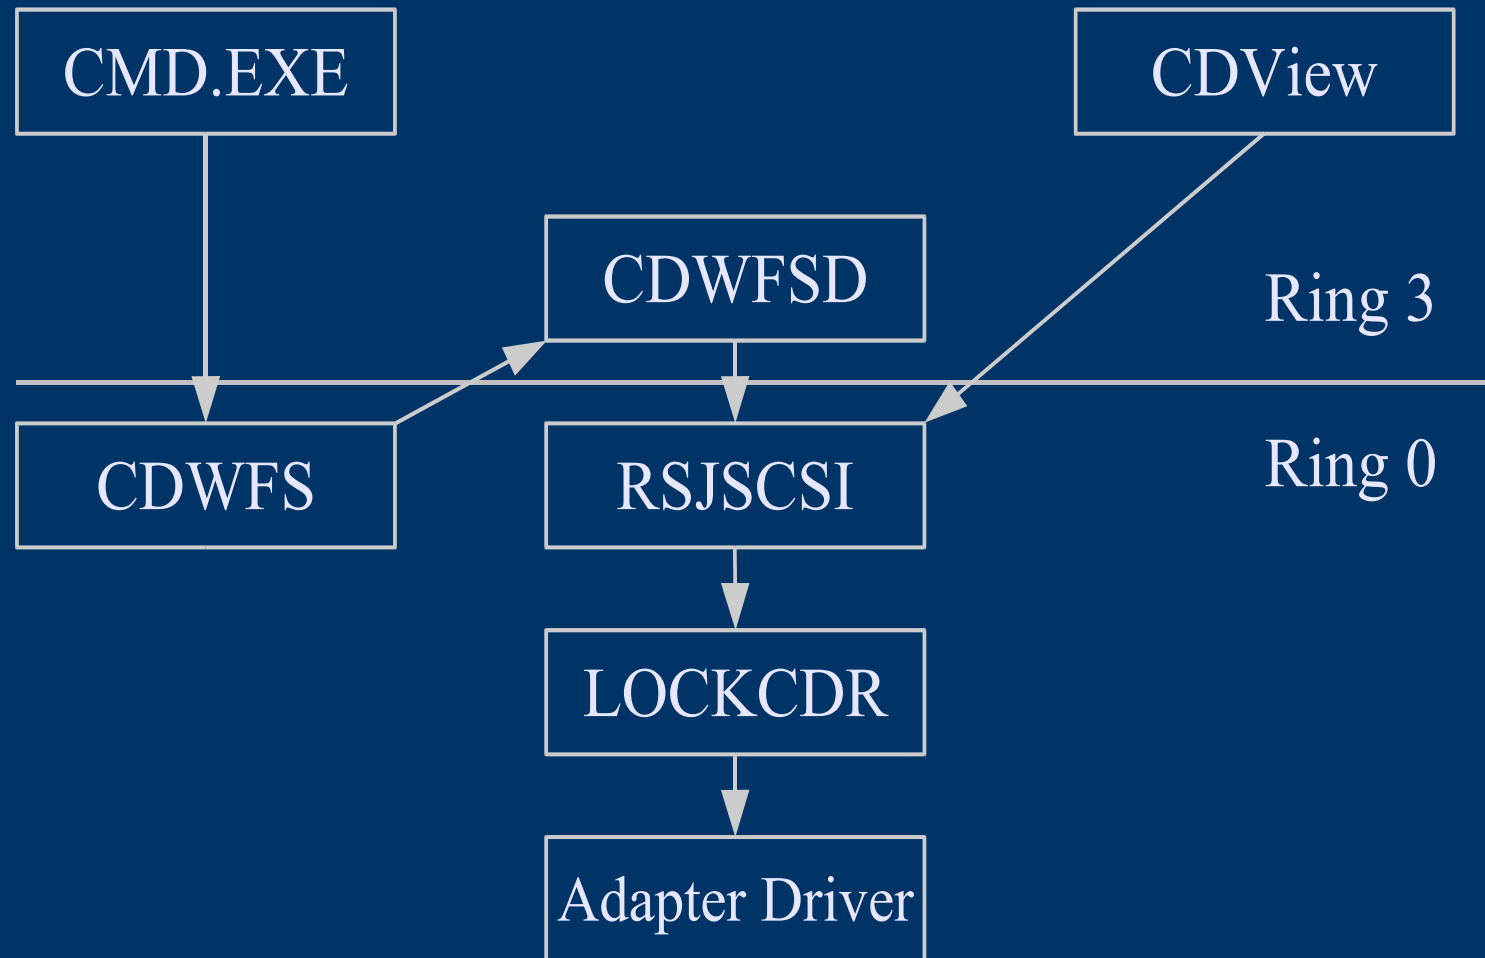 CMD.EXE
CDView
CDWFSD
Ring 3
CDWFS
RSJSCSI
Ring 0
LOCKCDR
Adapter Driver